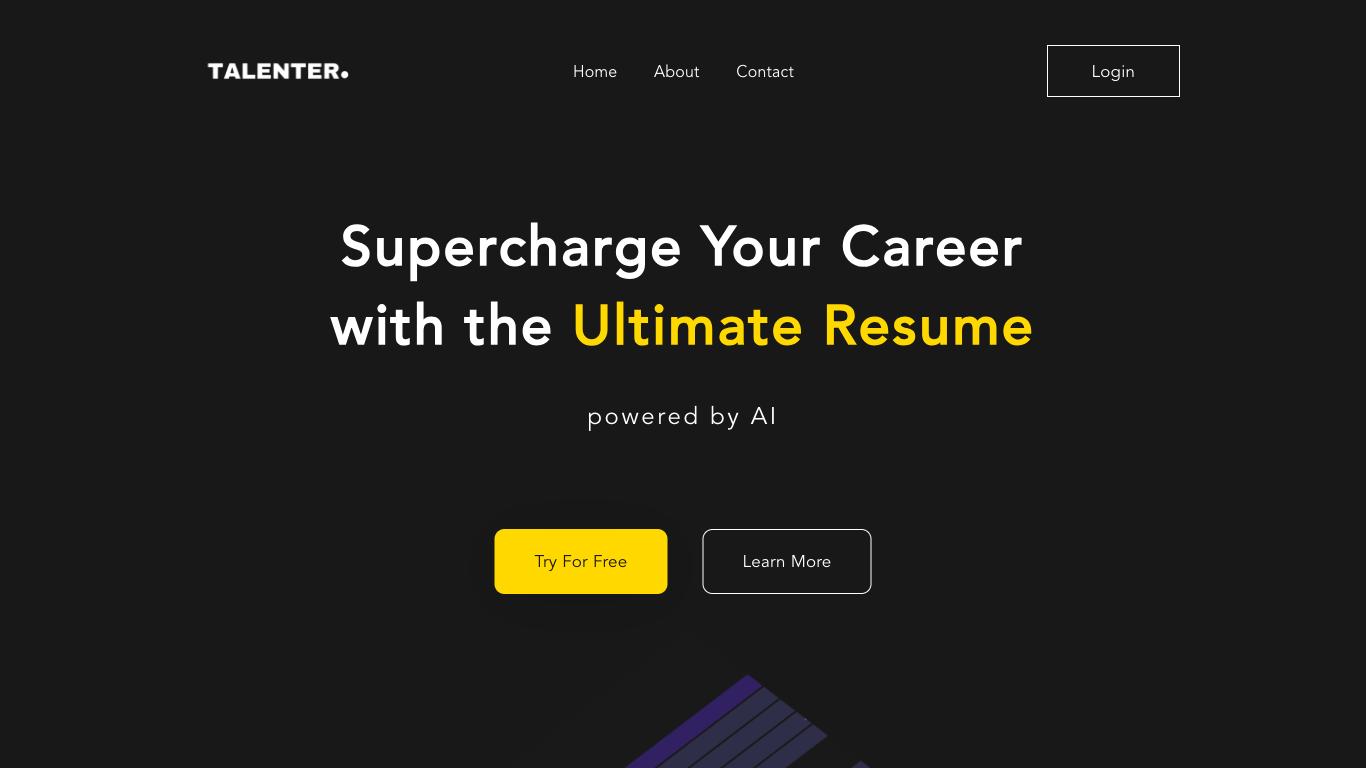 TALENTER.
Home
About
Contact
Login
Supercharge Your Career
with the Ultimate Resume
powered by AI
Try For Free
Learn More